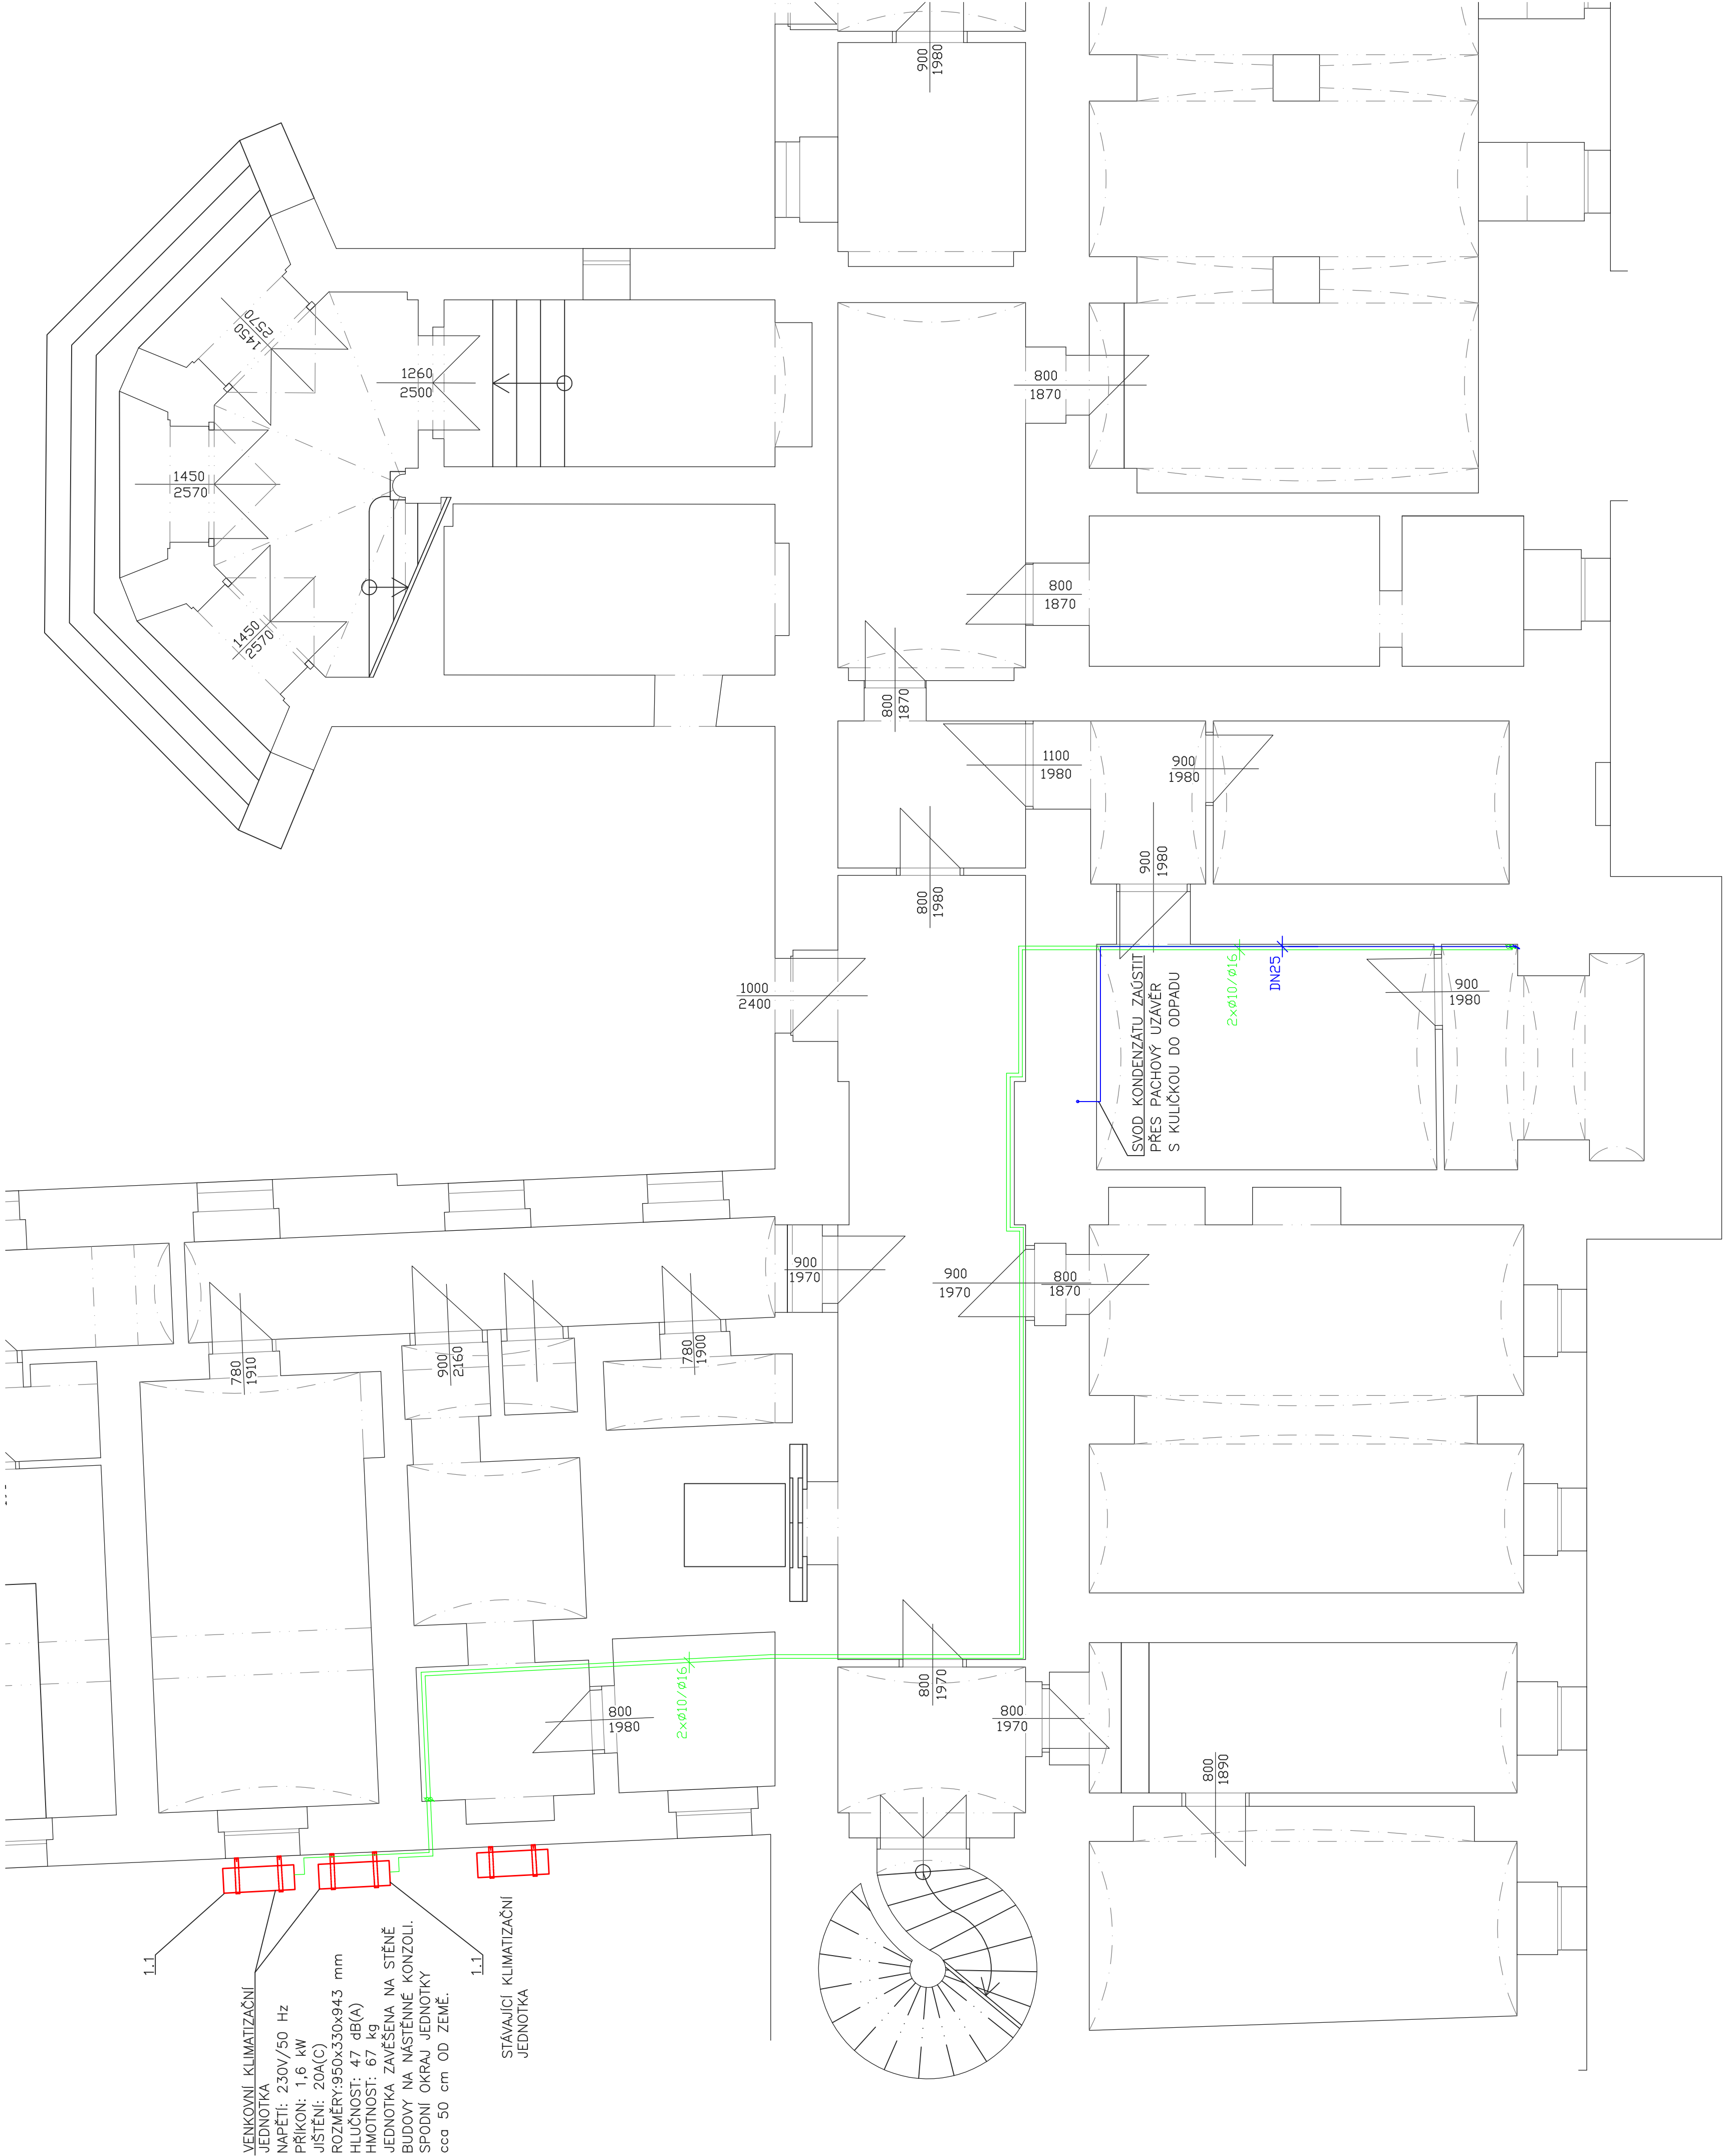 900
1980
1450
2570
1260
2500
800
1870
1450
2570
800
1870
1450
2570
800
1870
1100
1980
900
1980
900
1980
800
1980
1000
2400
2xø10/ø16
DN25
900
1980
SVOD KONDENZÁTU ZAÚSTIT
PŘES PACHOVÝ UZÁVĚR
S KULIČKOU DO ODPADU
900
1970
900
1970
800
1870
780
1910
900
2160
780
1900
2xø10/ø16
800
1980
800
1970
800
1970
800
1890
1.1
1.1
VENKOVNÍ KLIMATIZAČNÍ
JEDNOTKA
NAPĚTÍ: 230V/50 Hz
PŘÍKON: 1,6 kW
JIŠTĚNÍ: 20A(C)
ROZMĚRY:950x330x943 mm
HLUČNOST: 47 dB(A)
HMOTNOST: 67 kg
JEDNOTKA ZAVĚŠENA NA STĚNĚ
BUDOVY NA NÁSTĚNNÉ KONZOLI.
SPODNÍ OKRAJ JEDNOTKY
cca 50 cm OD ZEMĚ.
STÁVAJÍCÍ KLIMATIZAČNÍ
JEDNOTKA